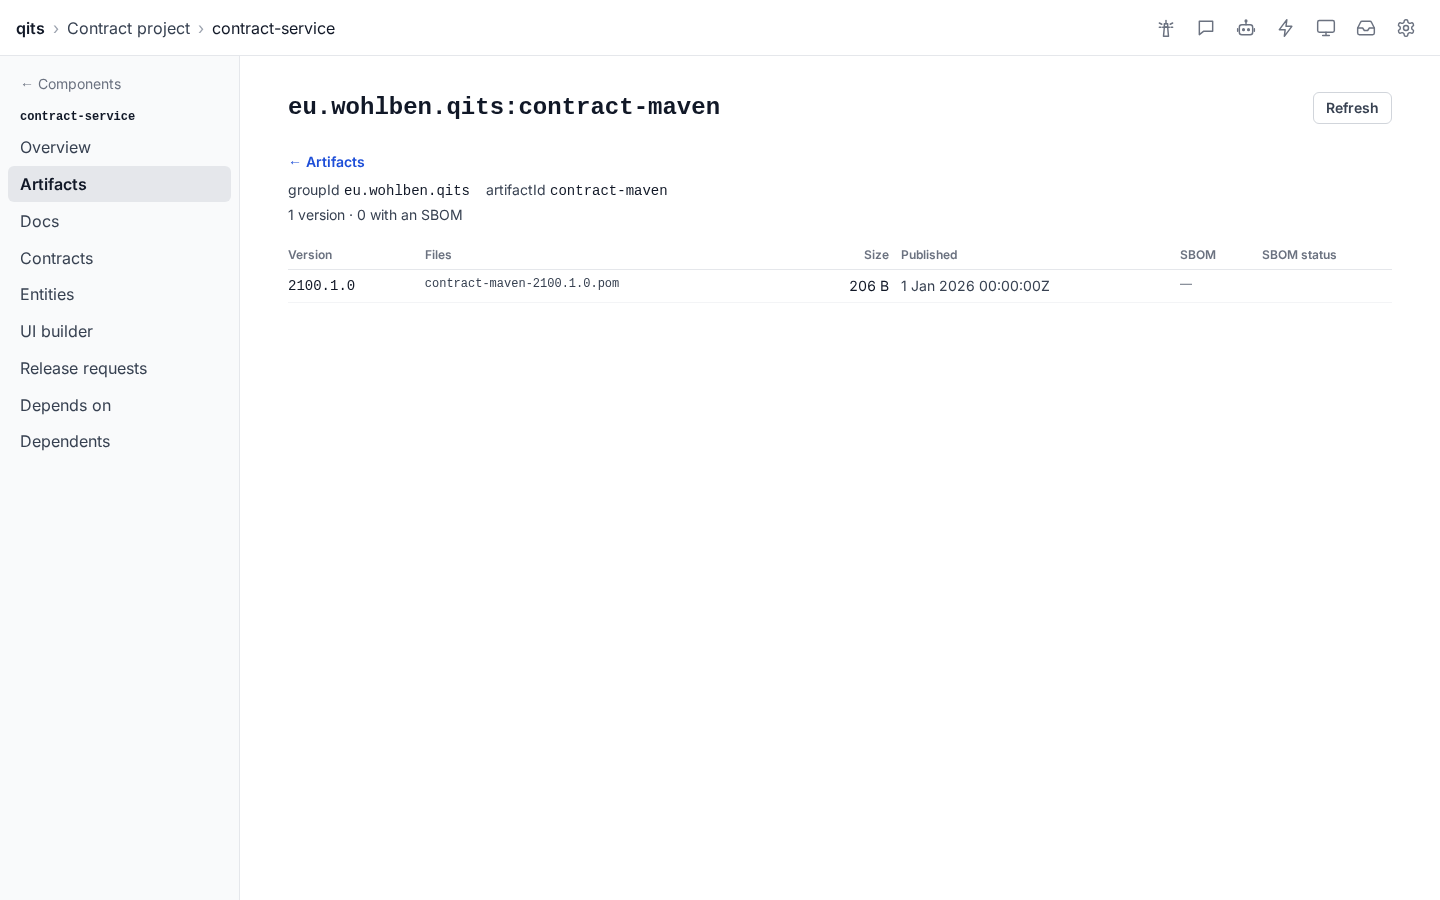 qits › Contract project › contract-service
← Components
contract-service
Overview
Artifacts
Docs
Contracts
Entities
UI builder
Release requests
Depends on
Dependents
eu.wohlben.qits:contract-maven
Refresh
← Artifacts
groupId eu.wohlben.qits artifactId contract-maven
1 version · 0 with an SBOM
Version Files Size Published SBOM SBOM status
2100.1.0 contract-maven-2100.1.0.pom 206 B 1 Jan 2026 00:00:00Z —